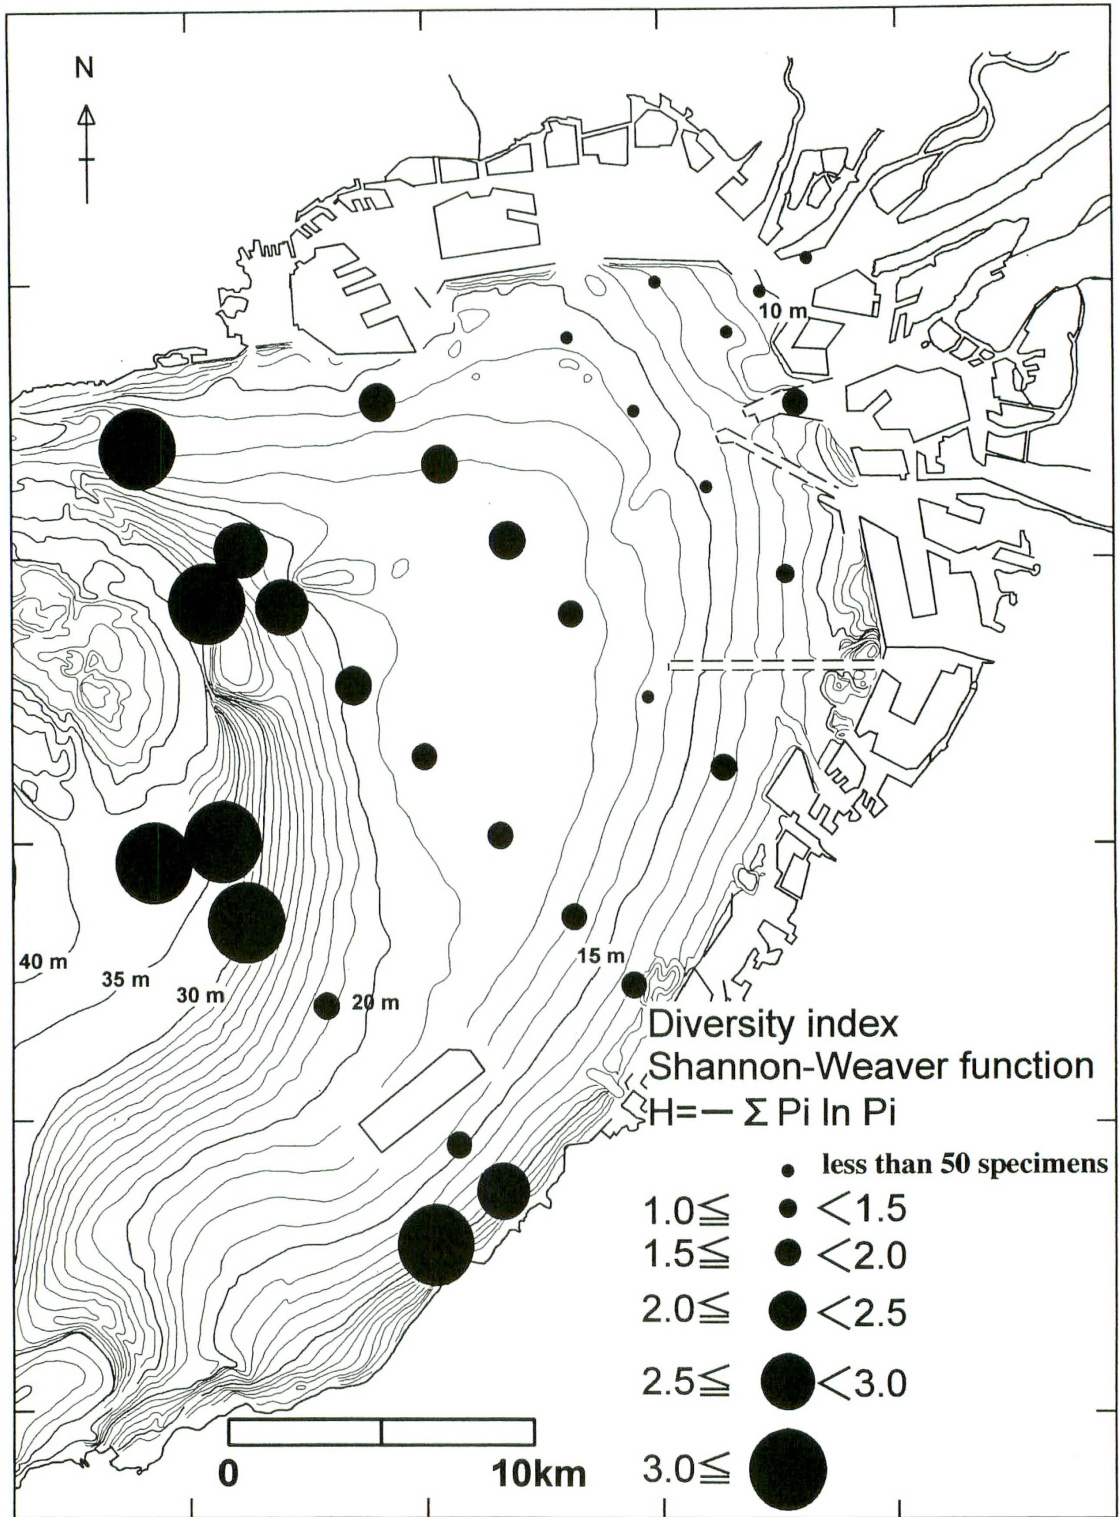 N
10 m
15 m
40 m
35 m
30 m
20 m
Diversity index
Shannon-Weaver function
H=— Σ Pi ln Pi
less than 50 specimens
1.0≦ <1.5
1.5≦ <2.0
2.0≦ <2.5
2.5≦ <3.0
3.0≦
0 10km